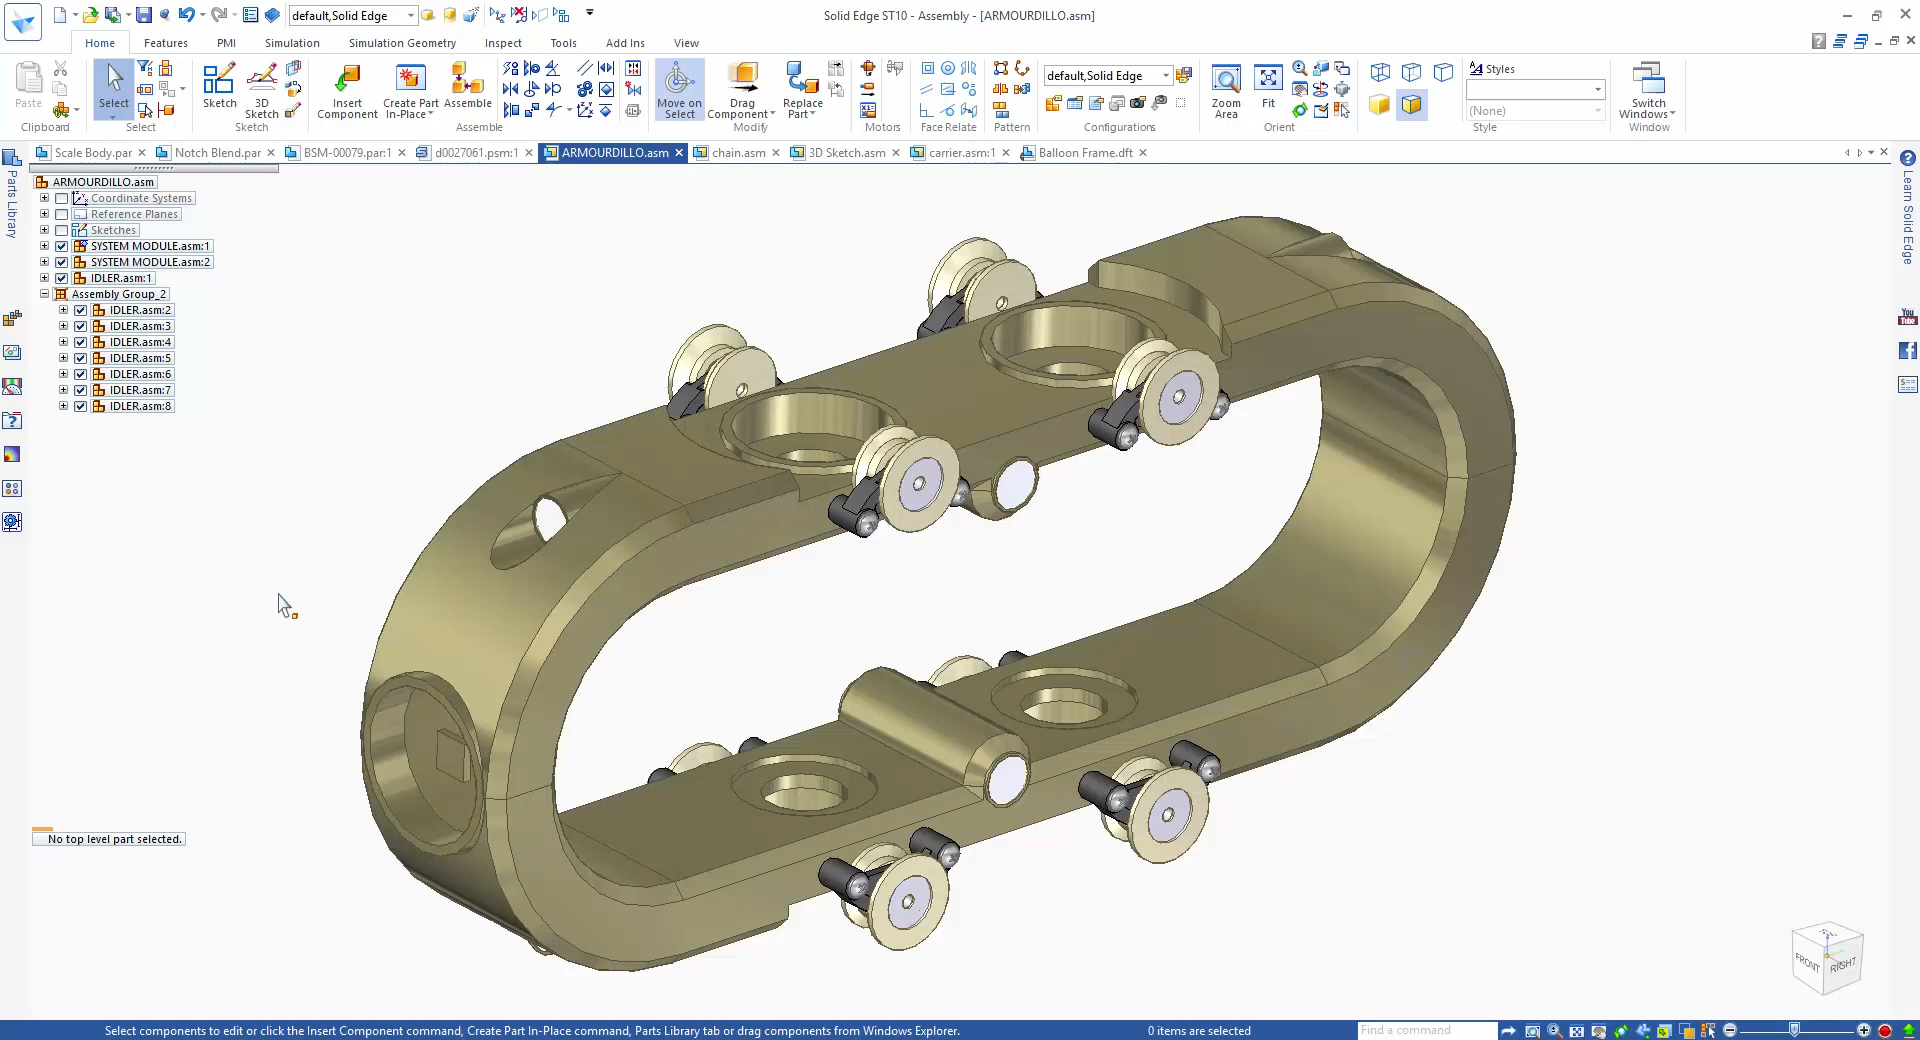 default,Solid Edge
Solid Edge ST10 - Assembly - [ARMOURDILLO.asm]
Home Features PMI Simulation Simulation Geometry Inspect Tools Add Ins View
Paste
Clipboard
Select
Select
Sketch
3D Sketch
Sketch
Insert Component
Create Part In-Place
Assemble
Assemble
Move on Select
Drag Component
Replace Part
Modify
Motors
Face Relate
Pattern
default,Solid Edge
Configurations
Zoom Area
Fit
Orient
Styles
(None)
Style
Switch Windows
Window
Scale Body.par Notch Blend.par BSM-00079.par:1 d0027061.psm:1 ARMOURDILLO.asm chain.asm 3D Sketch.asm carrier.asm:1 Balloon Frame.dft
Parts Library
ARMOURDILLO.asm
Coordinate Systems
Reference Planes
Sketches
SYSTEM MODULE.asm:1
SYSTEM MODULE.asm:2
IDLER.asm:1
Assembly Group_2
IDLER.asm:2
IDLER.asm:3
IDLER.asm:4
IDLER.asm:5
IDLER.asm:6
IDLER.asm:7
IDLER.asm:8
Learn Solid Edge
You
Tube
No top level part selected.
FRONT RIGHT
Select components to edit or click the Insert Component command, Create Part In-Place command, Parts Library tab or drag components from Windows Explorer.
0 items are selected
Find a command